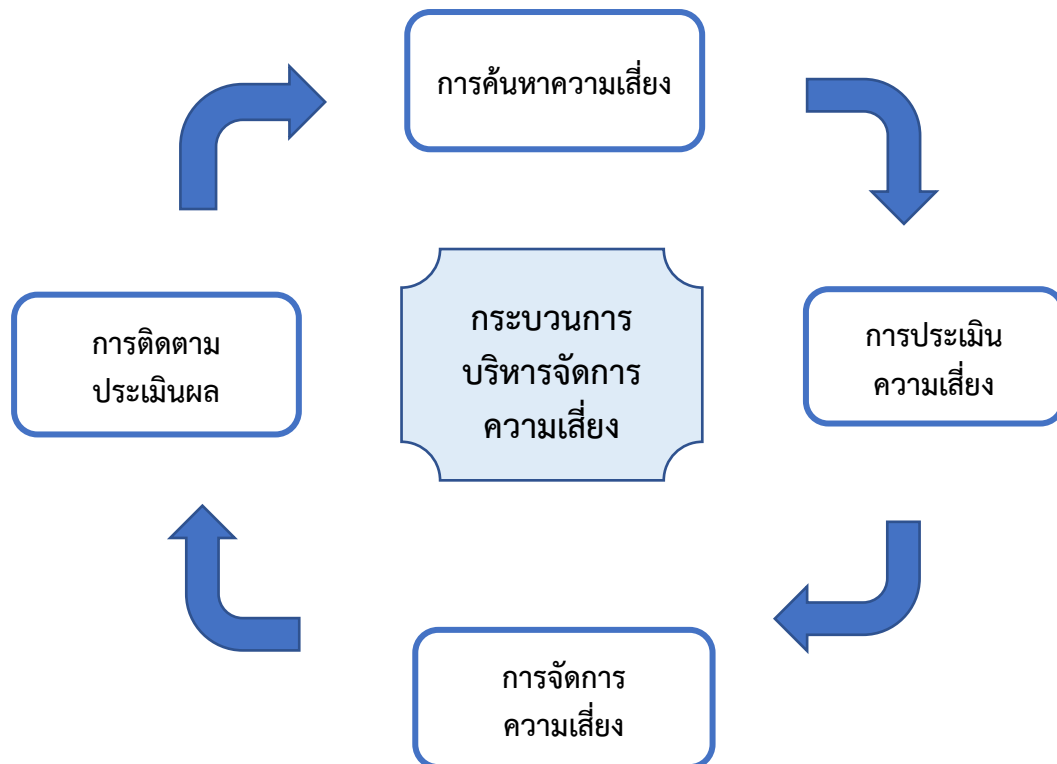 การค้นหาความเสี่ยง
กระบวนการ
บริหารจัดการ
ความเสี่ยง
การติดตาม
ประเมินผล
การประเมิน
ความเสี่ยง
การจัดการ
ความเสี่ยง